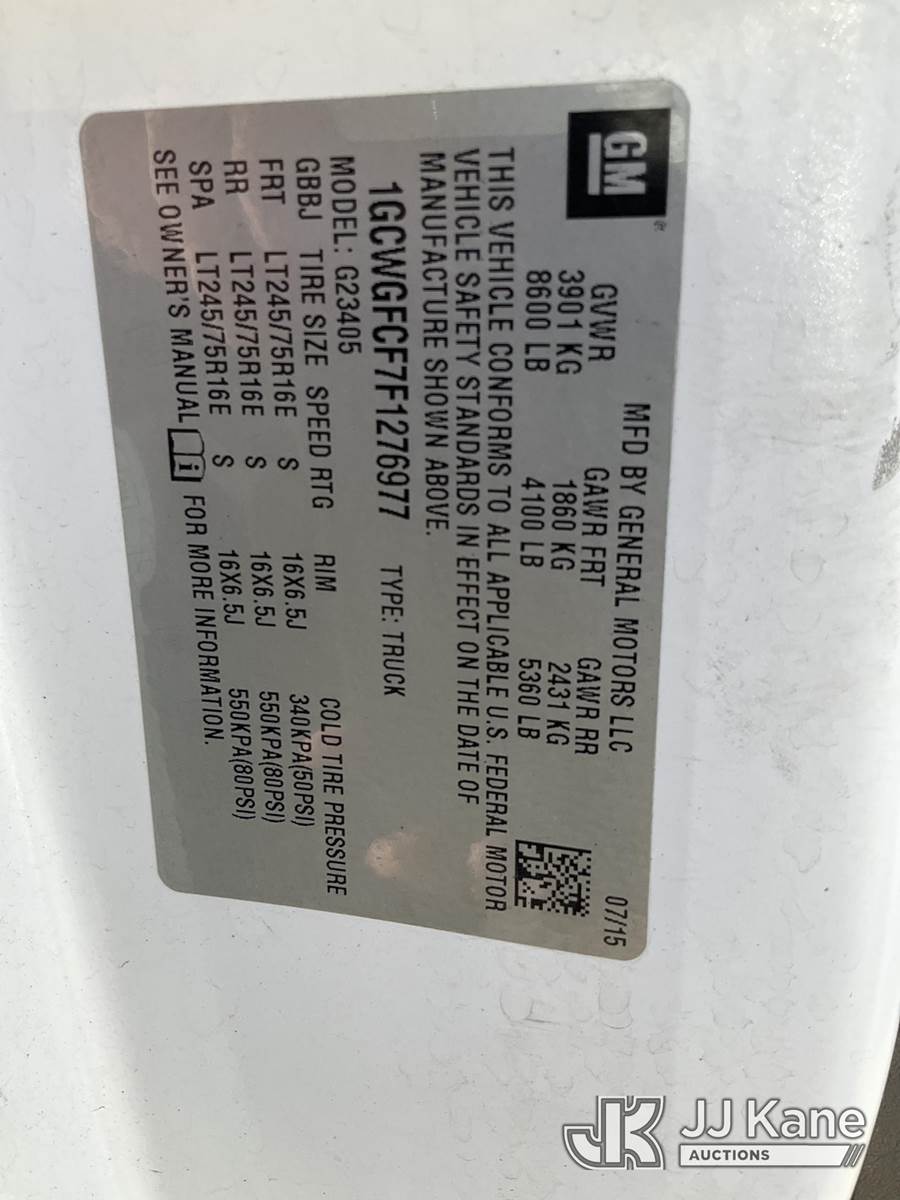 GM
®
MFD BY GENERAL MOTORS LLC 07/15
GVWR GAWR FRT GAWR RR
3901 KG 1860 KG 2431 KG
8600 LB 4100 LB 5360 LB
THIS VEHICLE CONFORMS TO ALL APPLICABLE U.S. FEDERAL MOTOR
VEHICLE SAFETY STANDARDS IN EFFECT ON THE DATE OF
MANUFACTURE SHOWN ABOVE.
1GCWGFCF7F1276977 TYPE: TRUCK
MODEL: G23405
GBBJ TIRE SIZE SPEED RTG RIM COLD TIRE PRESSURE
FRT LT245/75R16E S 16X6.5J 340KPA(50PSI)
RR LT245/75R16E S 16X6.5J 550KPA(80PSI)
SPA LT245/75R16E S 16X6.5J 550KPA(80PSI)
SEE OWNER'S MANUAL i FOR MORE INFORMATION.
JK JJ Kane
AUCTIONS